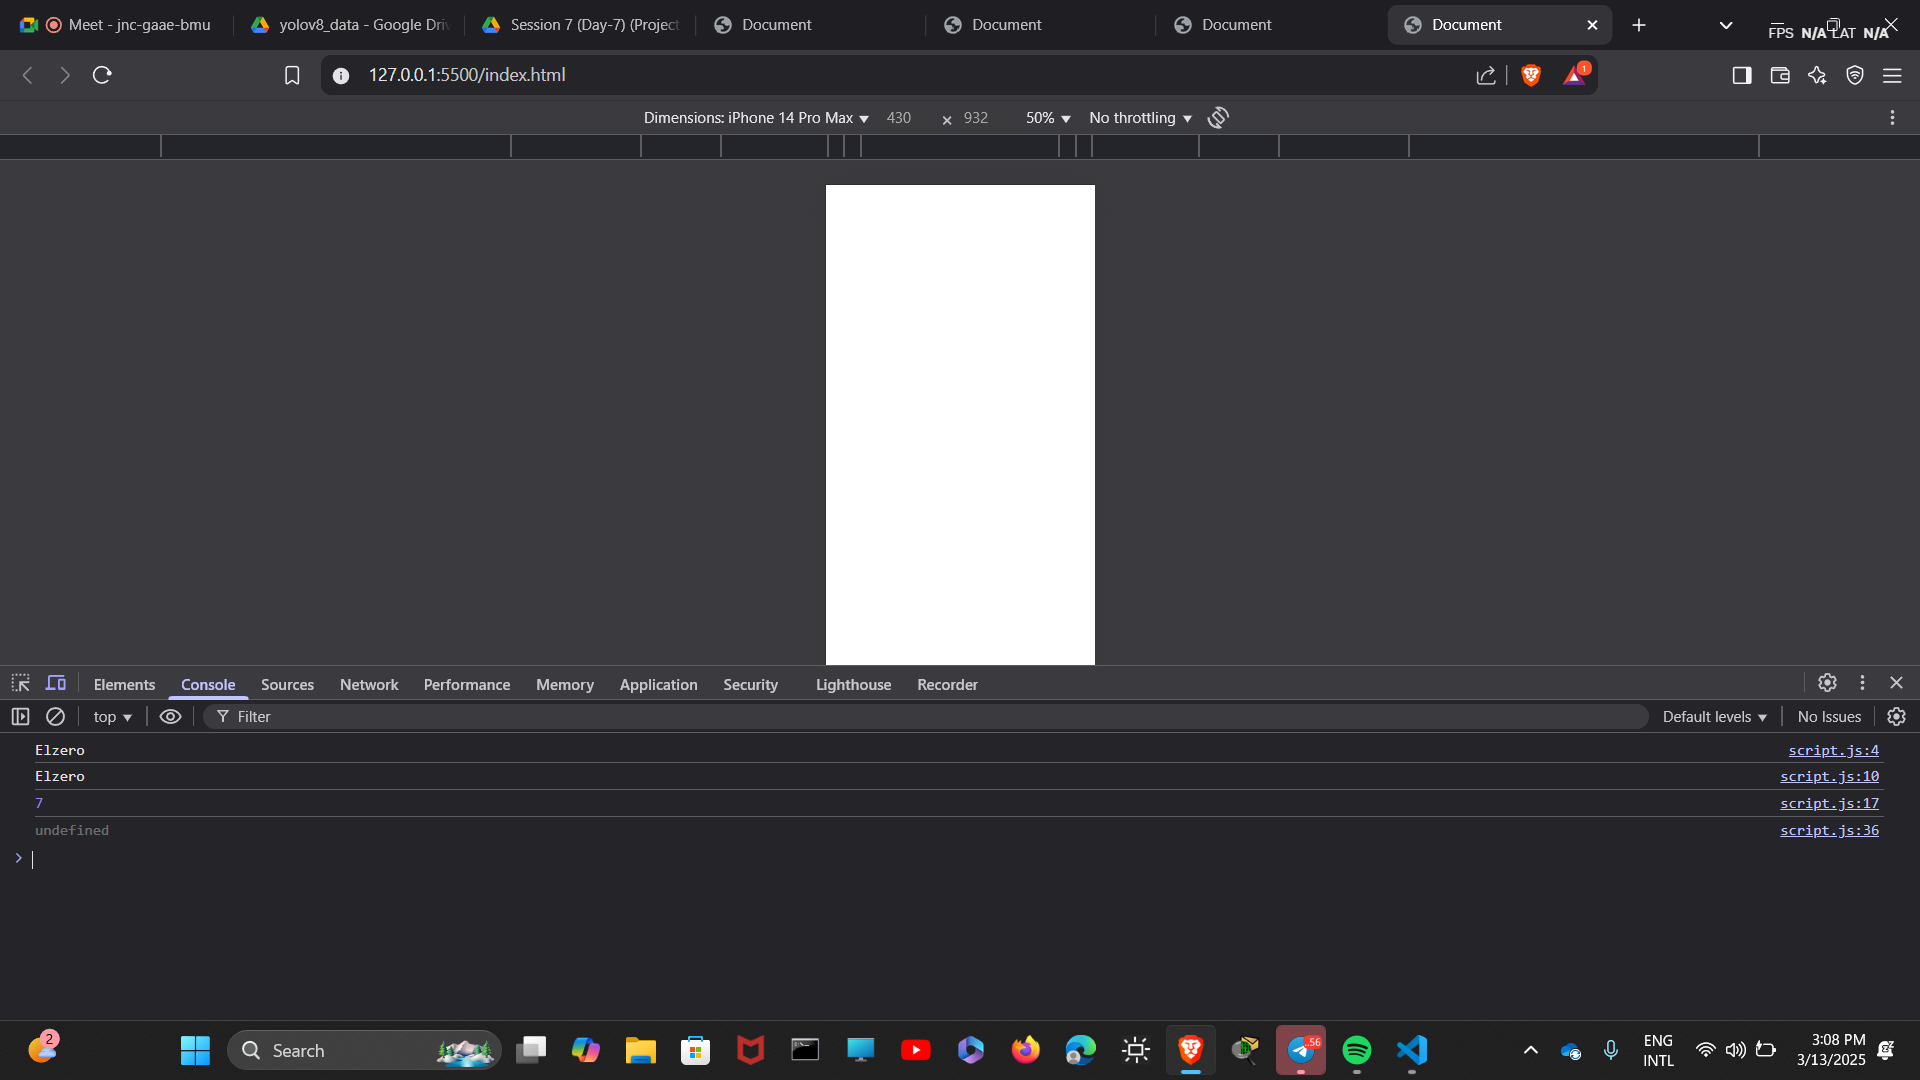 Meet - jnc-gaae-bmu
yolov8_data - Google Driv
Session 7 (Day-7) (Project
Document
Document
Document
Document
FPS N/A LAT N/A
127.0.0.1:5500/index.html
1
Dimensions: iPhone 14 Pro Max 430 × 932 50% No throttling
Elements Console Sources Network Performance Memory Application Security Lighthouse Recorder
top Filter Default levels No Issues
Elzero script.js:4
Elzero script.js:10
7 script.js:17
undefined script.js:36
2
Search
..56
ENG
INTL
3:08 PM
3/13/2025